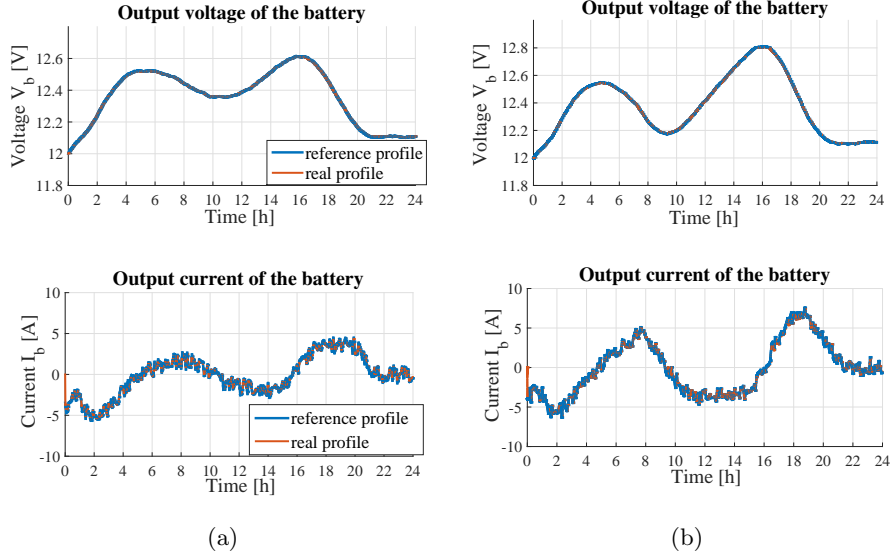 Output voltage of the battery
Voltage V_b [V]
12.6
12.4
12.2
12
11.8
0 2 4 6 8 10 12 14 16 18 20 22 24
Time [h]
reference profile
real profile
Output voltage of the battery
Voltage V_b [V]
12.8
12.6
12.4
12.2
12
11.8
0 2 4 6 8 10 12 14 16 18 20 22 24
Time [h]
Output current of the battery
Current I_b [A]
10
5
0
-5
-10
0 2 4 6 8 10 12 14 16 18 20 22 24
Time [h]
reference profile
real profile
Output current of the battery
Current I_b [A]
10
5
0
-5
-10
0 2 4 6 8 10 12 14 16 18 20 22 24
Time [h]
(a)
(b)